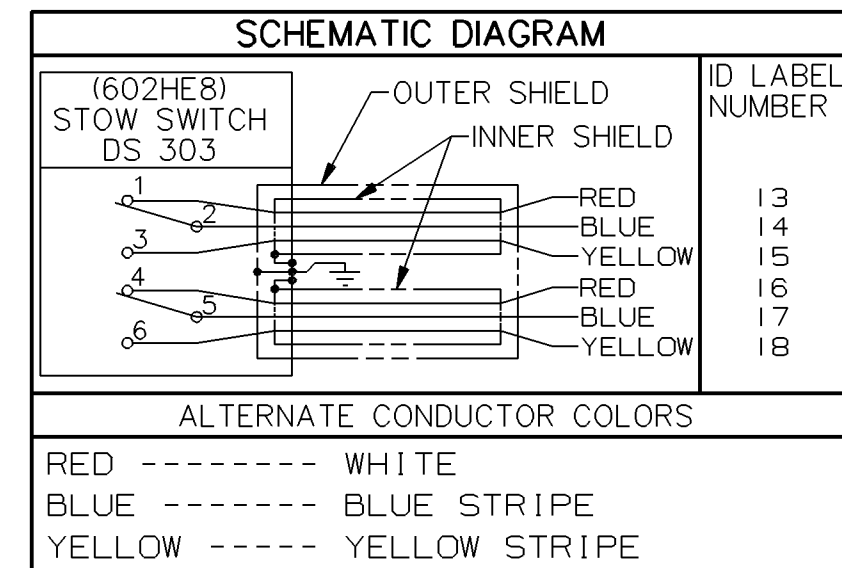 SCHEMATIC DIAGRAM
(602HE8)
STOW SWITCH
DS 303
OUTER SHIELD
INNER SHIELD
ID LABEL
NUMBER
1
RED 13
2
BLUE 14
3
YELLOW 15
4
RED 16
5
BLUE 17
6
YELLOW 18
ALTERNATE CONDUCTOR COLORS
RED -------- WHITE
BLUE ------- BLUE STRIPE
YELLOW ----- YELLOW STRIPE